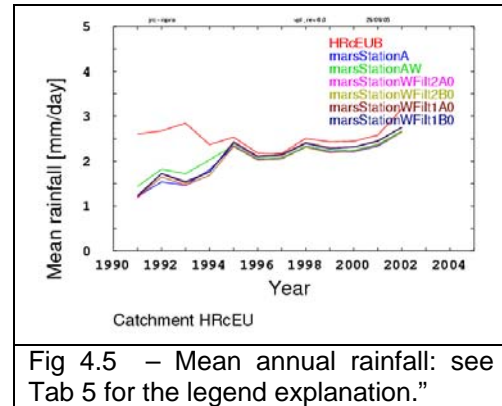 HRcEUB
marsStationA
marsStationAW
marsStationWFilt2A0
marsStationWFilt2B0
marsStationWFilt1A0
marsStationWFilt1B0
Mean rainfall [mm/day]
5
4
3
2
1
0
1990 1992 1994 1996 1998 2000 2002 2004
Year
Catchment HRcEU
Fig 4.5 – Mean annual rainfall: see
Tab 5 for the legend explanation.”